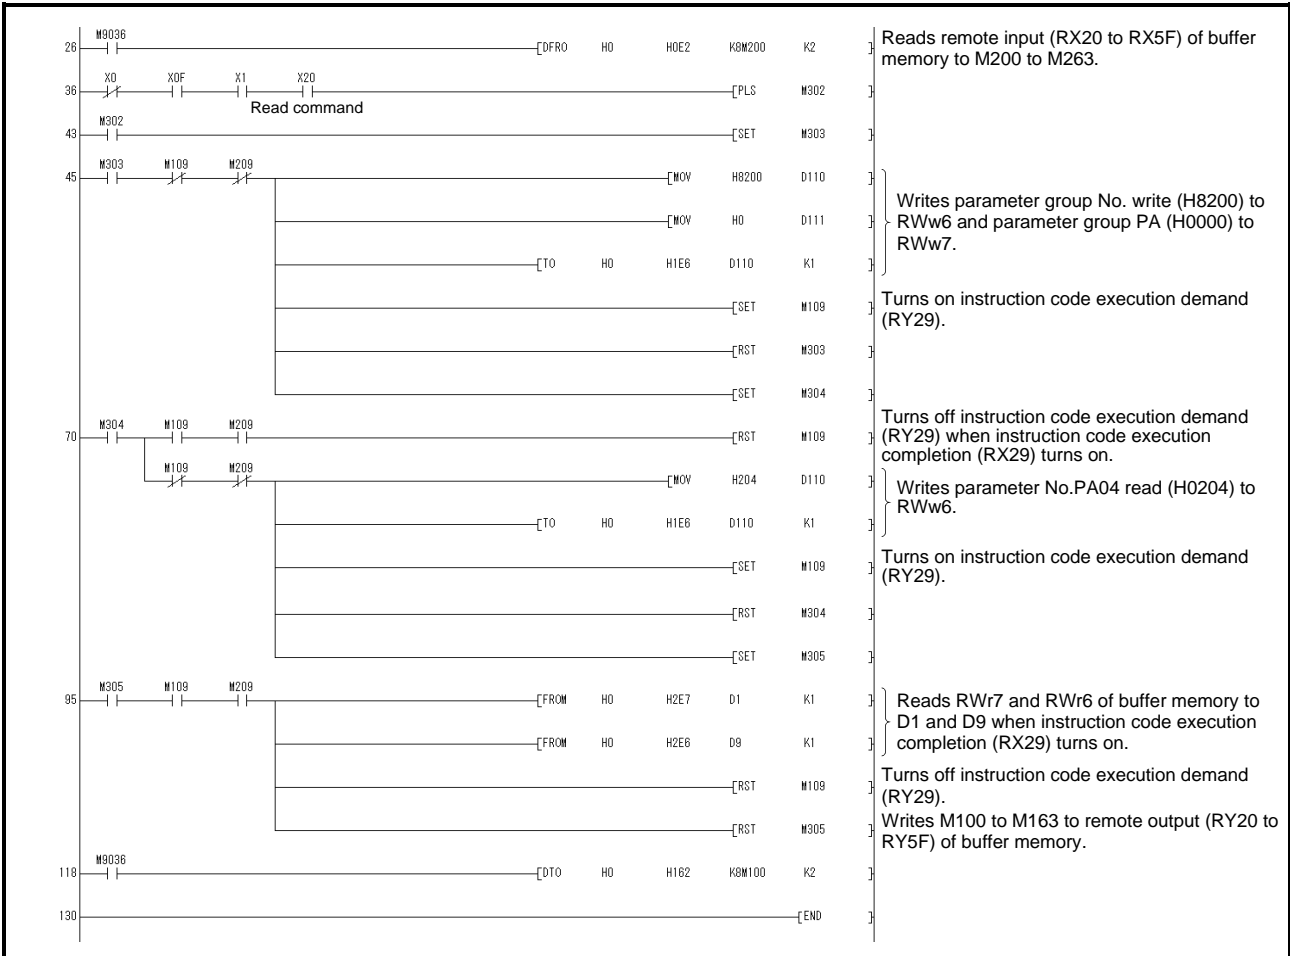 M9036
26 DFRO H0 H0E2 K8M200 K2
Reads remote input (RX20 to RX5F) of buffer
memory to M200 to M263.
X0 X0F X1 X20
36 PLS M302
Read command
M302
43 SET M303
M303 M109 M209
45 MOV H8200 D110
MOV H0 D111
Writes parameter group No. write (H8200) to
RWw6 and parameter group PA (H0000) to
RWw7.
TO H0 H1E6 D110 K1
SET M109
Turns on instruction code execution demand
(RY29).
RST M303
SET M304
M304 M109 M209
70 RST M109
Turns off instruction code execution demand
(RY29) when instruction code execution
completion (RX29) turns on.
M109 M209
MOV H204 D110
Writes parameter No.PA04 read (H0204) to
RWw6.
TO H0 H1E6 D110 K1
SET M109
Turns on instruction code execution demand
(RY29).
RST M304
SET M305
M305 M109 M209
95 FROM H0 H2E7 D1 K1
Reads RWr7 and RWr6 of buffer memory to
D1 and D9 when instruction code execution
completion (RX29) turns on.
FROM H0 H2E6 D9 K1
RST M109
Turns off instruction code execution demand
(RY29).
RST M305
Writes M100 to M163 to remote output (RY20 to
RY5F) of buffer memory.
M9036
118 DTO H0 H162 K8M100 K2
130 END